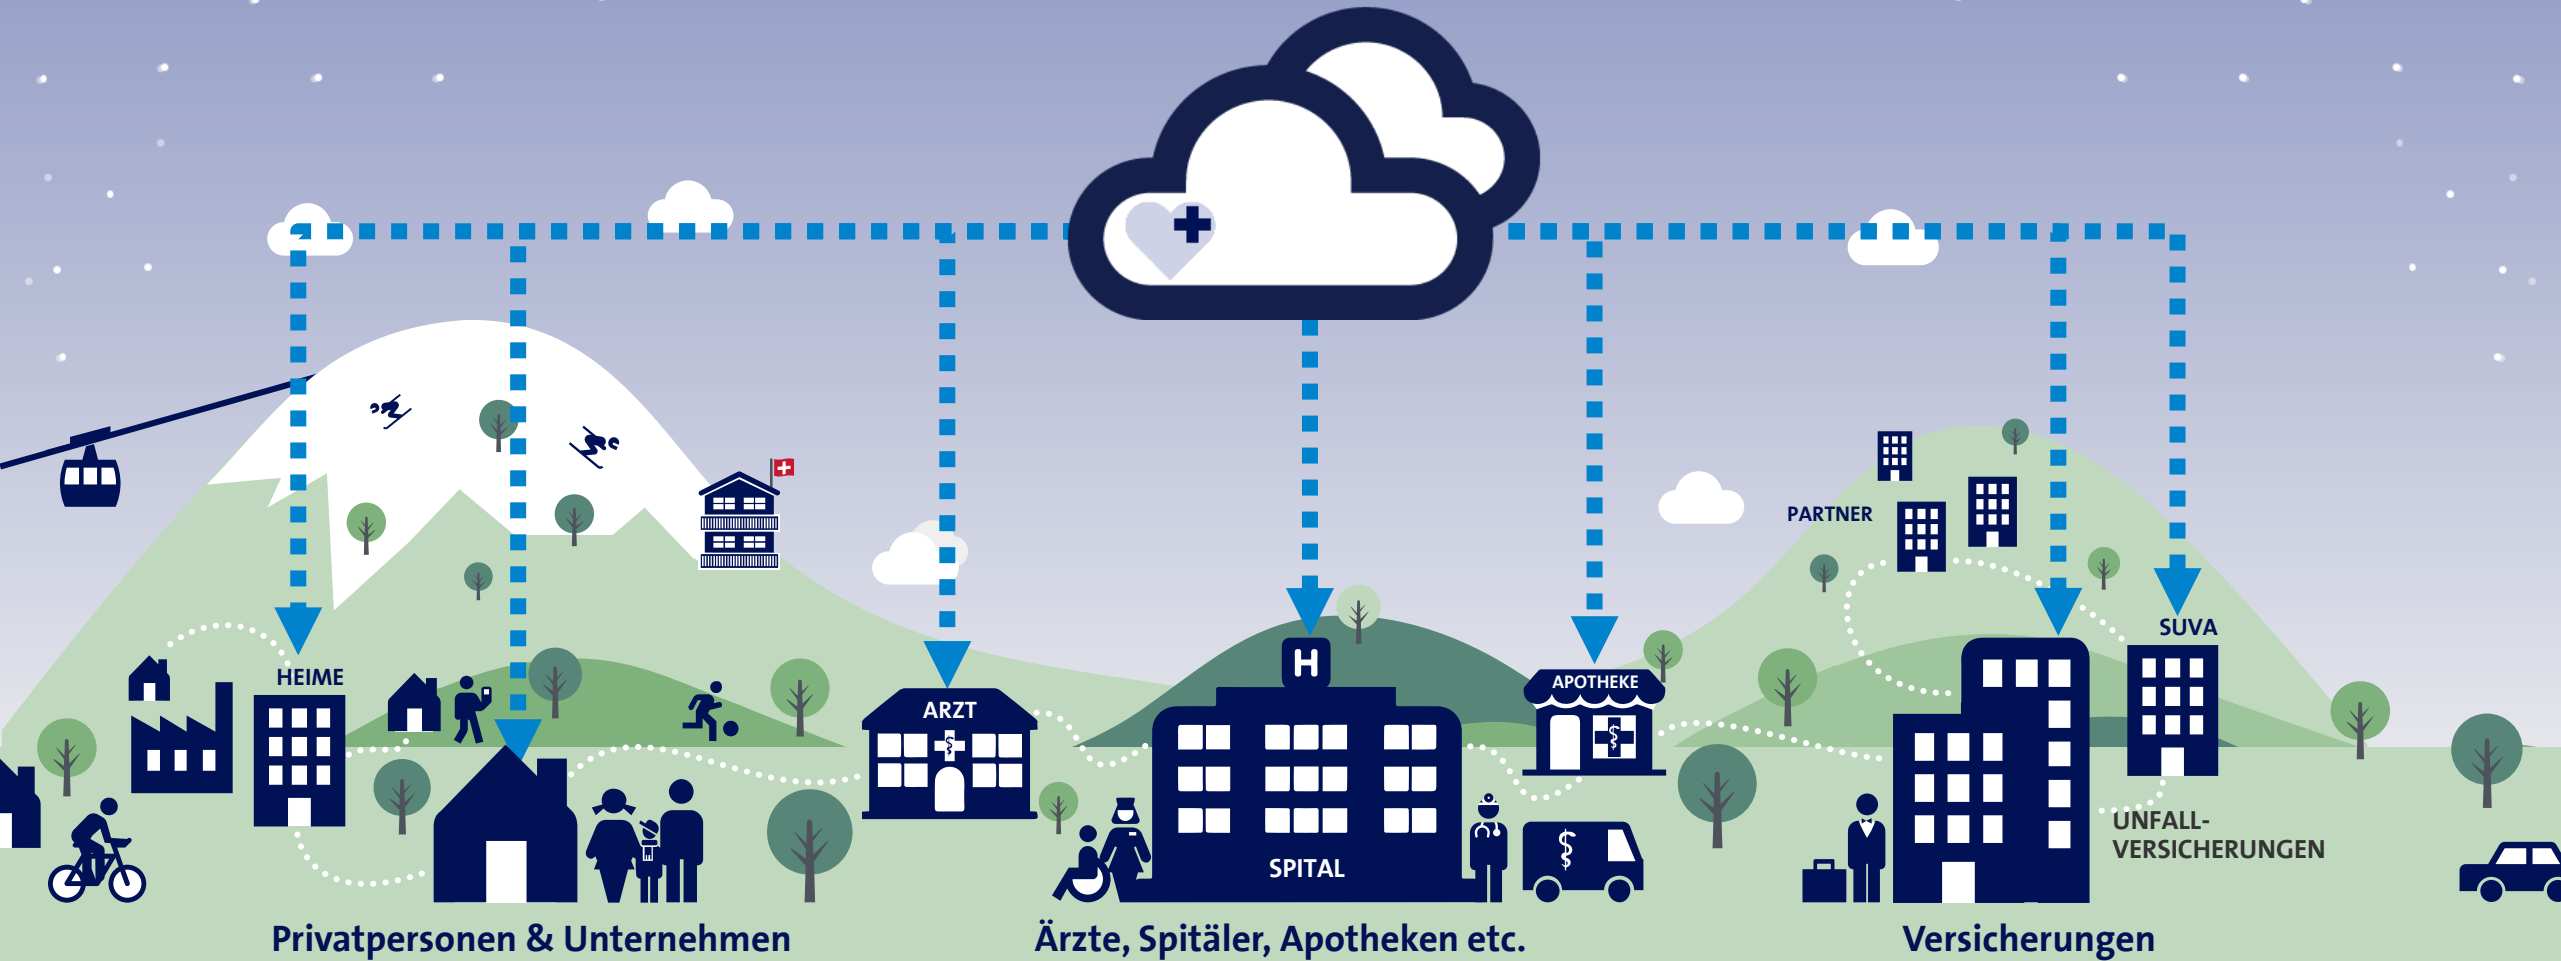 PARTNER
SUVA
HEIME
APOTHEKE
H
ARZT
UNFALL-
VERSICHERUNGEN
SPITAL
Privatpersonen & Unternehmen
Ärzte, Spitäler, Apotheken etc.
Versicherungen